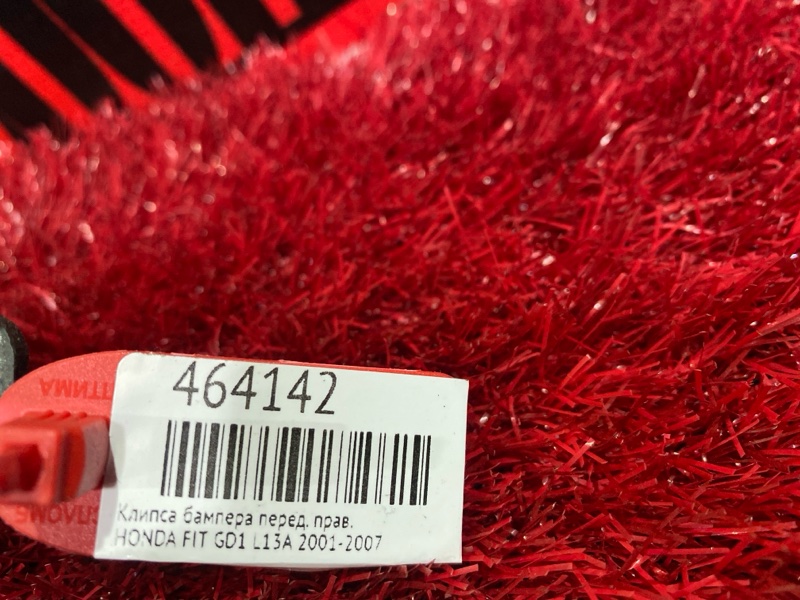 464142
Клипса бампера перед. прав.
HONDA FIT GD1 L13A 2001-2007